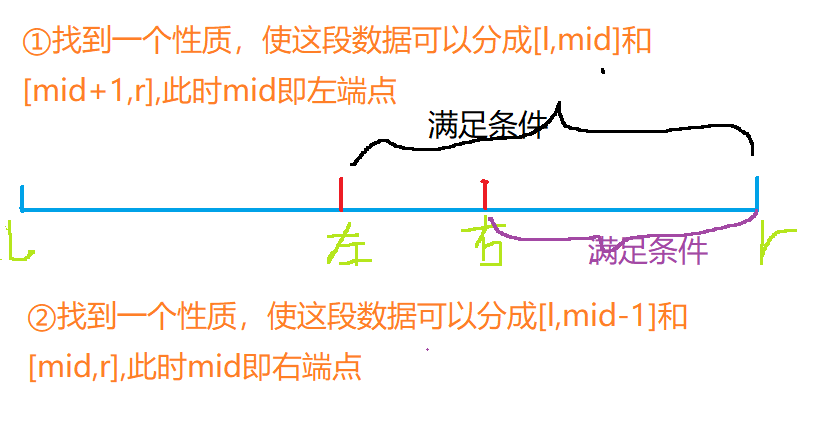 ①找到一个性质，使这段数据可以分成[l,mid]和
[mid+1,r],此时mid即左端点
满足条件
l 左 右 r
满足条件
②找到一个性质，使这段数据可以分成[l,mid-1]和
[mid,r],此时mid即右端点